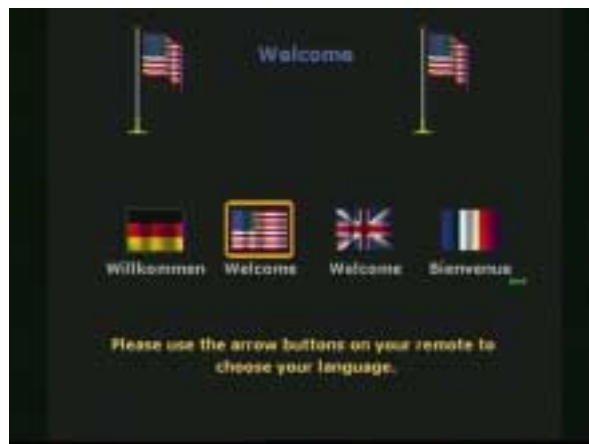 Welcome
Willkommen Welcome Welcome Bienvenue
Please use the arrow buttons on your remote to
choose your language.